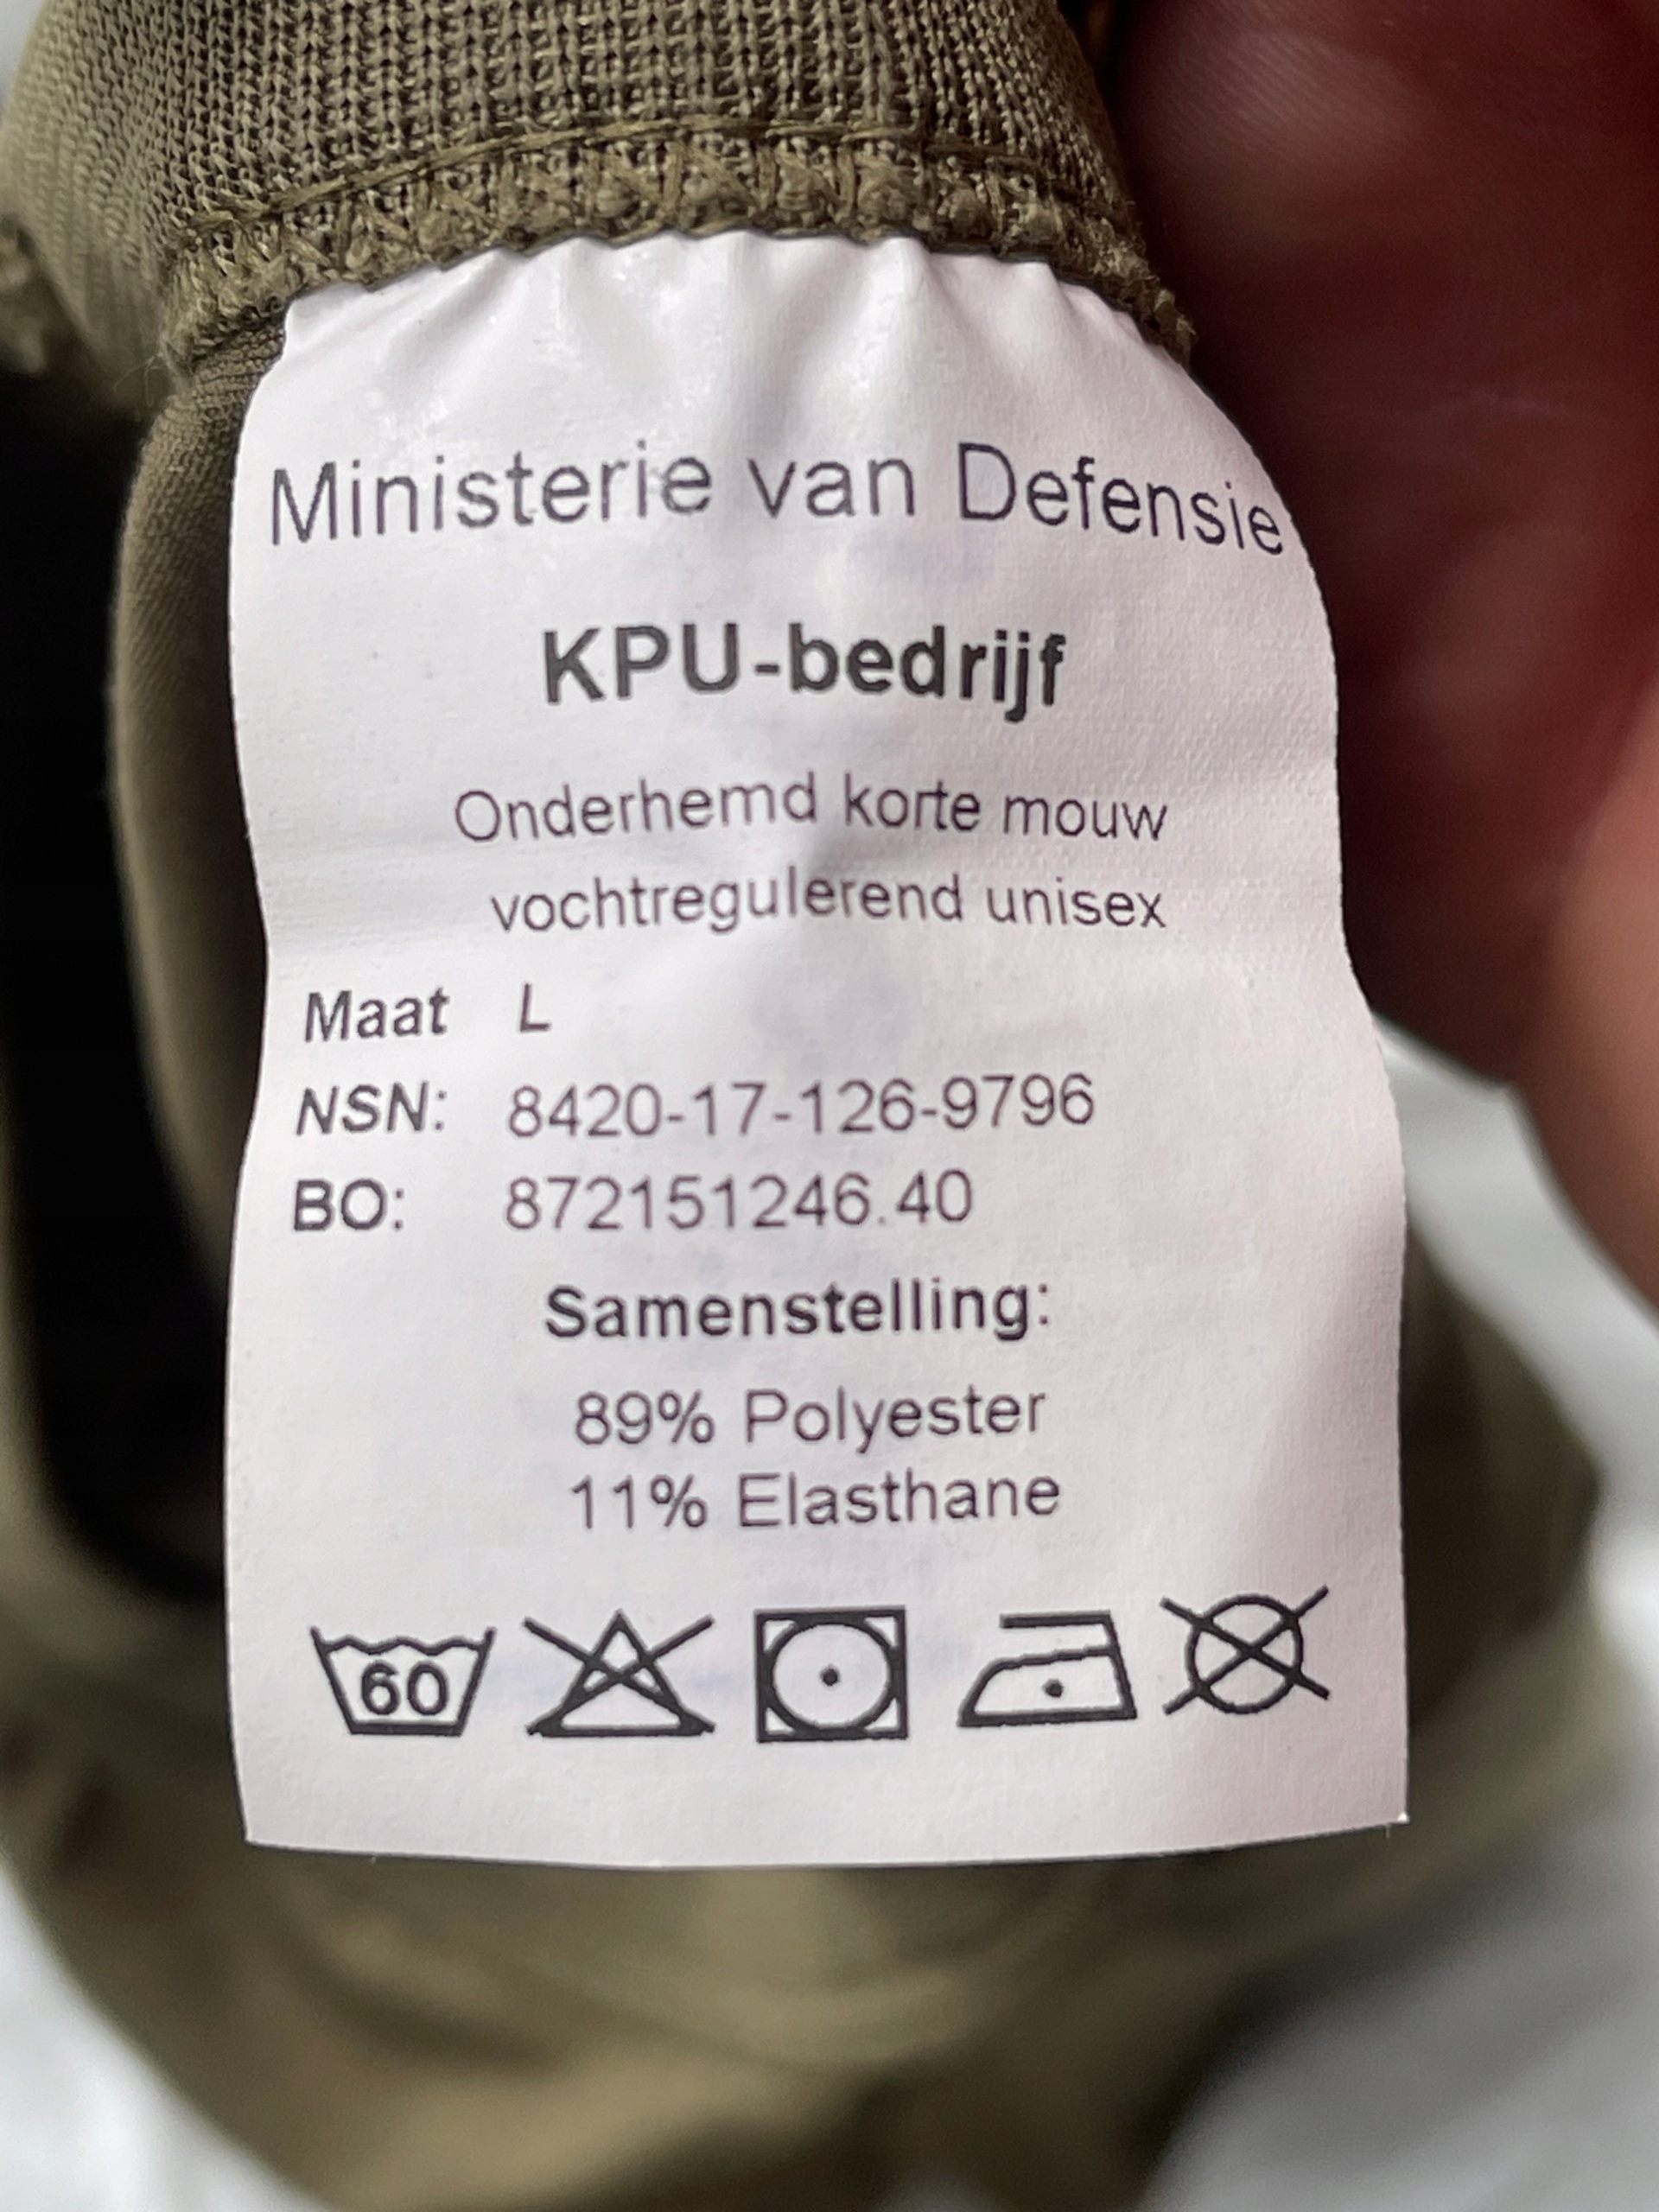 Ministerie van Defensie
KPU-bedrijf
Onderhemd korte mouw
vochtregulerend unisex
Maat L
NSN: 8420-17-126-9796
BO: 872151246.40
Samenstelling:
89% Polyester
11% Elasthane
60